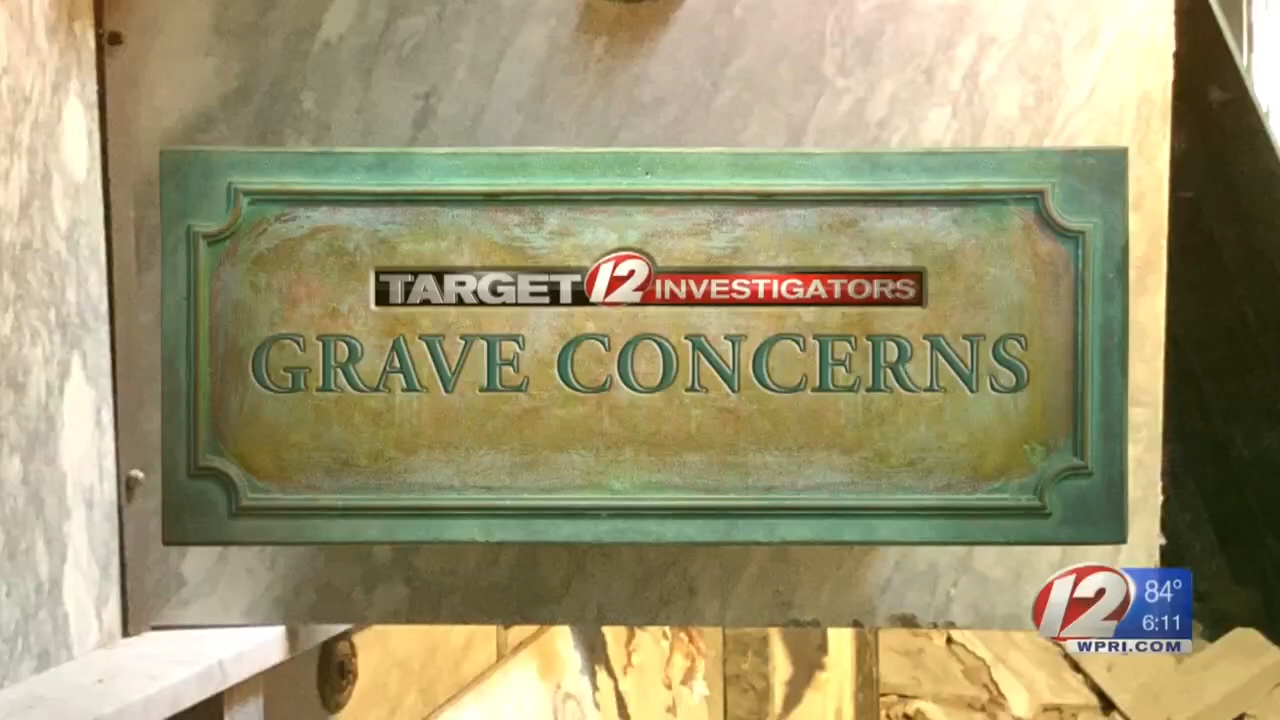 TARGET 12 INVESTIGATORS
GRAVE CONCERNS
12 84°
6:11
WPRI.COM